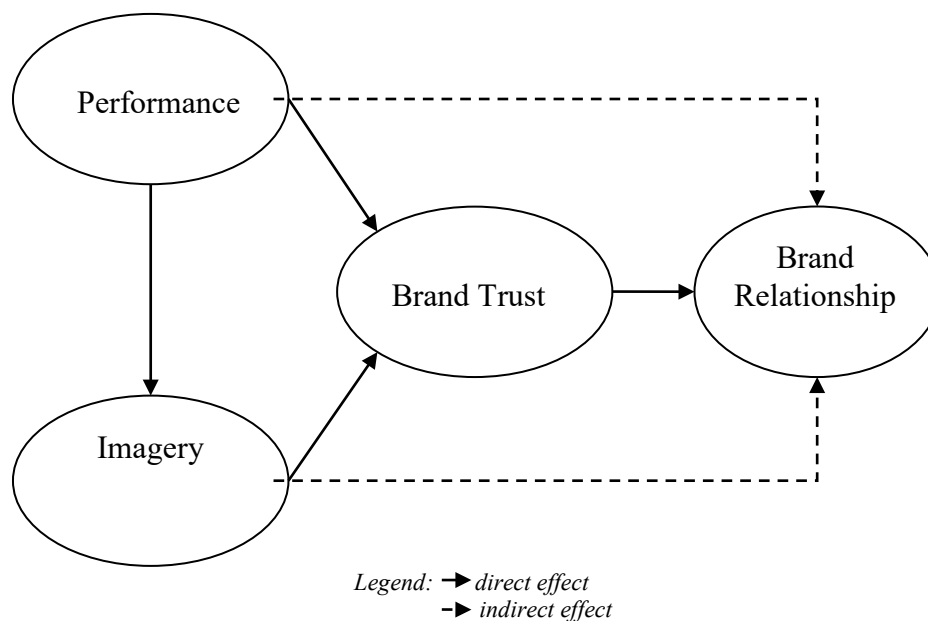 Performance
Brand Trust
Brand
Relationship
Imagery
Legend: direct effect
indirect effect